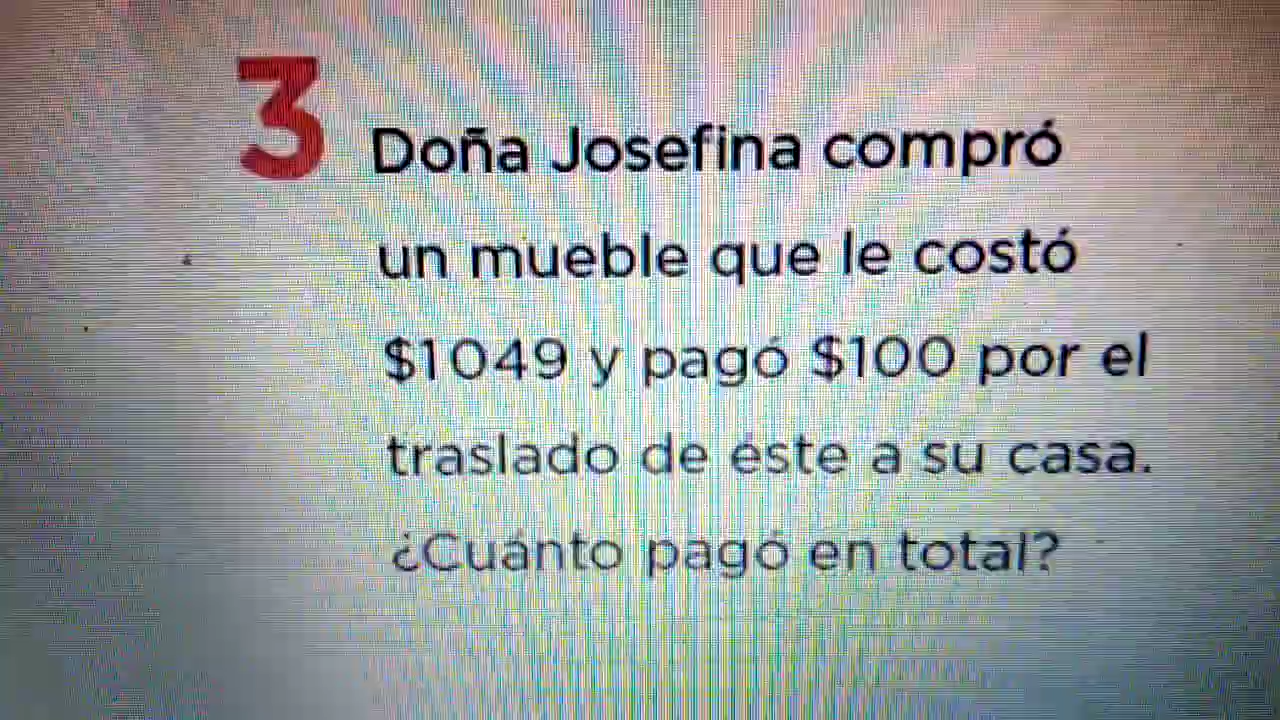 3 Doña Josefina compró
un mueble que le costó
$1049 y pagó $100 por el
traslado de éste a su casa.
¿Cuánto pagó en total?